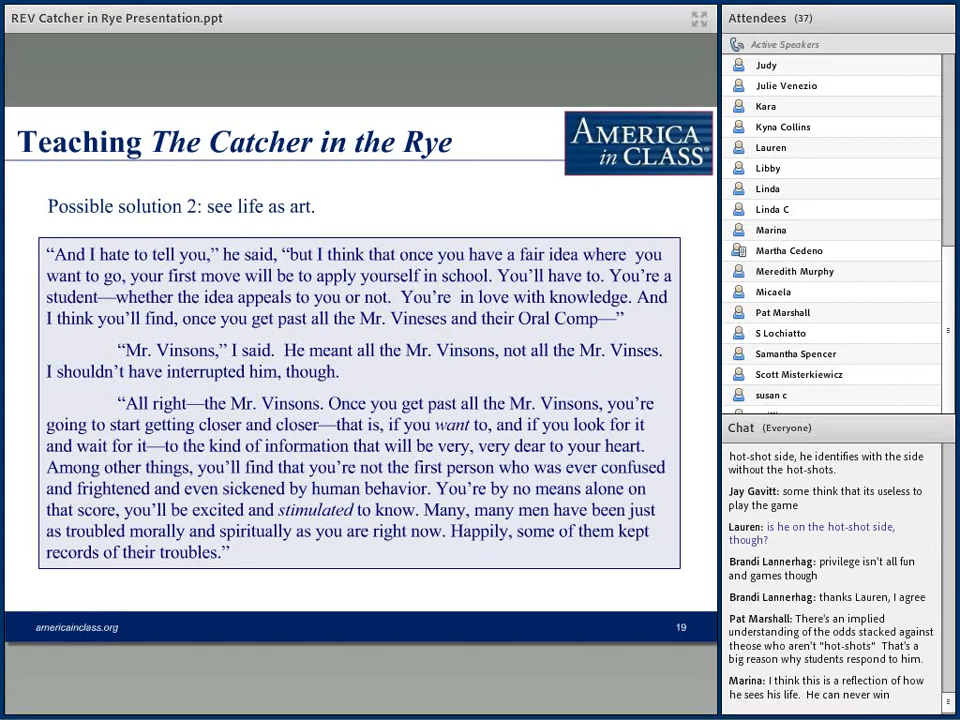 REV Catcher in Rye Presentation.ppt
Teaching The Catcher in the Rye
AMERICA
in CLASS®
Possible solution 2: see life as art.
“And I hate to tell you,” he said, “but I think that once you have a fair idea where you
want to go, your first move will be to apply yourself in school. You’ll have to. You’re a
student—whether the idea appeals to you or not. You’re in love with knowledge. And
I think you’ll find, once you get past all the Mr. Vineses and their Oral Comp—”
“Mr. Vinsons,” I said. He meant all the Mr. Vinsons, not all the Mr. Vinses.
I shouldn’t have interrupted him, though.
“All right—the Mr. Vinsons. Once you get past all the Mr. Vinsons, you’re
going to start getting closer and closer—that is, if you want to, and if you look for it
and wait for it—to the kind of information that will be very, very dear to your heart.
Among other things, you’ll find that you’re not the first person who was ever confused
and frightened and even sickened by human behavior. You’re by no means alone on
that score, you’ll be excited and stimulated to know. Many, many men have been just
as troubled morally and spiritually as you are right now. Happily, some of them kept
records of their troubles.”
americainclass.org
19
Attendees (37)
Active Speakers
Judy
Julie Venezio
Kara
Kyna Collins
Lauren
Libby
Linda
Linda C
Marina
Martha Cedeno
Meredith Murphy
Micaela
Pat Marshall
S Lochiatto
Samantha Spencer
Scott Misterkiewicz
susan c
Chat (Everyone)
hot-shot side, he identifies with the side
without the hot-shots.
Jay Gavitt: some think that its useless to
play the game
Lauren: is he on the hot-shot side,
though?
Brandi Lannerhag: privilege isn't all fun
and games though
Brandi Lannerhag: thanks Lauren, I agree
Pat Marshall: There's an implied
understanding of the odds stacked against
theose who aren't "hot-shots" That's a
big reason why students respond to him.
Marina: I think this is a reflection of how
he sees his life. He can never win